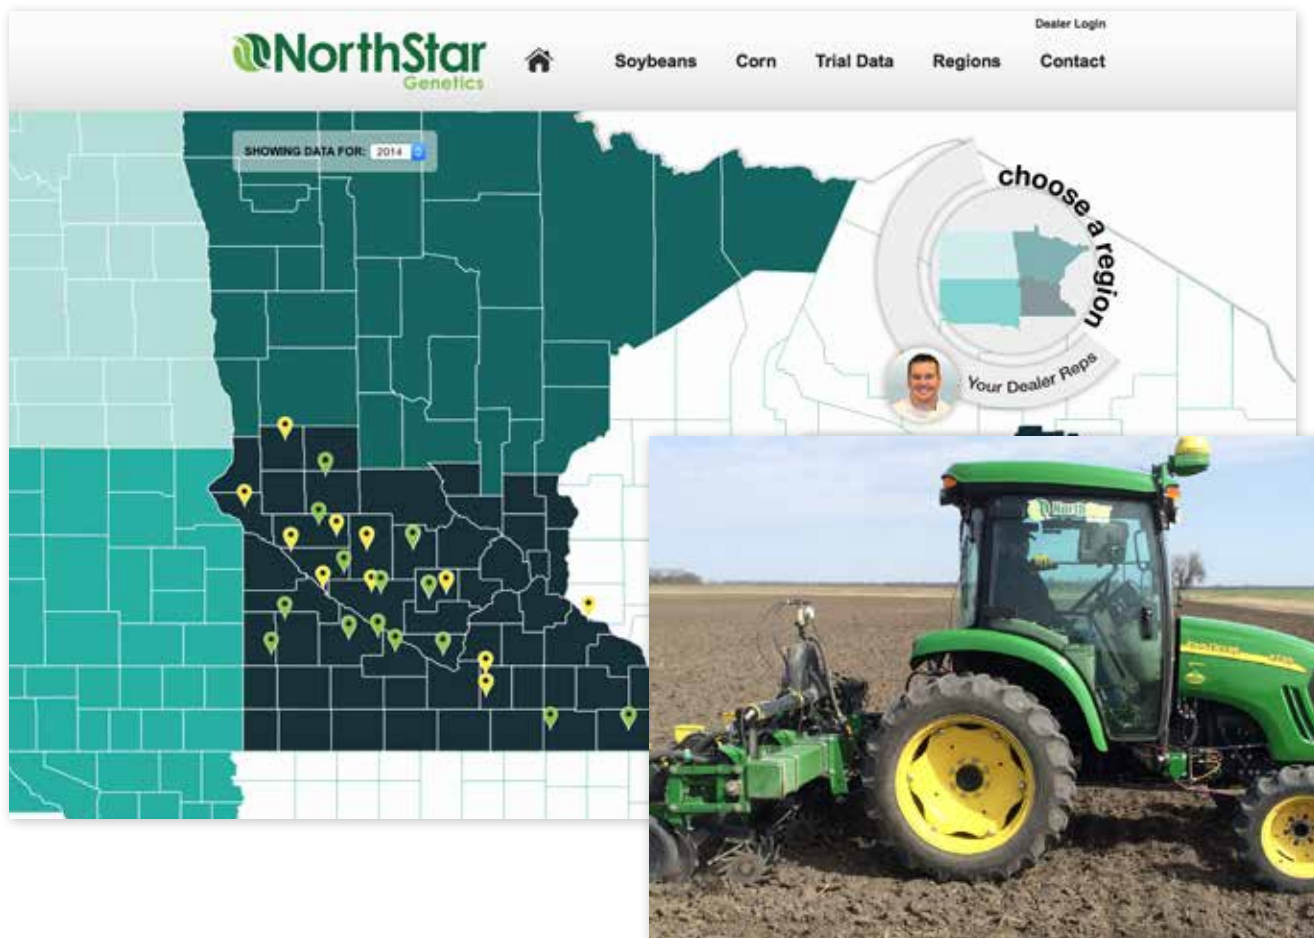 Dealer Login
NorthStar
Genetics
Soybeans Corn Trial Data Regions Contact
SHOWING DATA FOR: 2014
choose a region
Your Dealer Reps
NorthStar